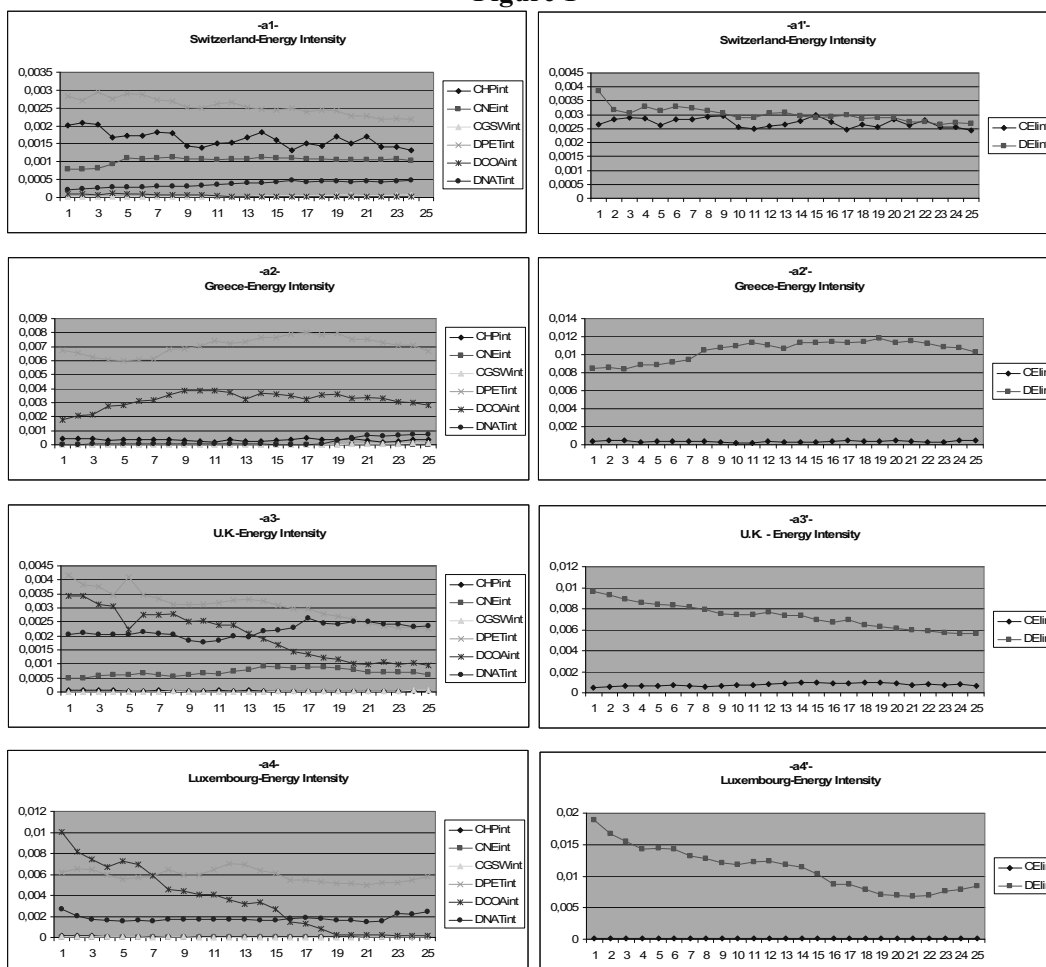 Figure
-a1-
Switzerland-Energy Intensity
0,0035
0,003
0,0025
0,002
0,0015
0,001
0,0005
0
1 3 5 7 9 11 13 15 17 19 21 23 25
CHPint
CNEint
CGSWint
DPETint
DCOAint
DNATint
-a1'-
Switzerland-Energy Intensity
0,0045
0,004
0,0035
0,003
0,0025
0,002
0,0015
0,001
0,0005
0
1 2 3 4 5 6 7 8 9 10 11 12 13 14 15 16 17 18 19 20 21 22 23 24 25
-a2-
Greece-Energy Intensity
0,009
0,008
0,007
0,006
0,005
0,004
0,003
0,002
0,001
0
1 3 5 7 9 11 13 15 17 19 21 23 25
CHPint
CNEint
CGSWint
DPETint
DCOAint
DNATint
-a2'-
Greece-Energy Intensity
0,014
0,012
0,01
0,008
0,006
0,004
0,002
0
1 2 3 4 5 6 7 8 9 10 11 12 13 14 15 16 17 18 19 20 21 22 23 24 25
-a3-
U.K.-Energy Intensity
0,0045
0,004
0,0035
0,003
0,0025
0,002
0,0015
0,001
0,0005
0
1 3 5 7 9 11 13 15 17 19 21 23 25
CHPint
CNEint
CGSWint
DPETint
DCOAint
DNATint
-a3'-
U.K. - Energy Intensity
0,012
0,01
0,008
0,006
0,004
0,002
0
1 2 3 4 5 6 7 8 9 10 11 12 13 14 15 16 17 18 19 20 21 22 23 24 25
-a4-
Luxembourg-Energy Intensity
0,012
0,01
0,008
0,006
0,004
0,002
0
1 3 5 7 9 11 13 15 17 19 21 23 25
CHPint
CNEint
CGSWint
DPETint
DCOAint
DNATint
-a4'-
Luxembourg-Energy Intensity
0,02
0,015
0,01
0,005
0
1 2 3 4 5 6 7 8 9 10 11 12 13 14 15 16 17 18 19 20 21 22 23 24 25